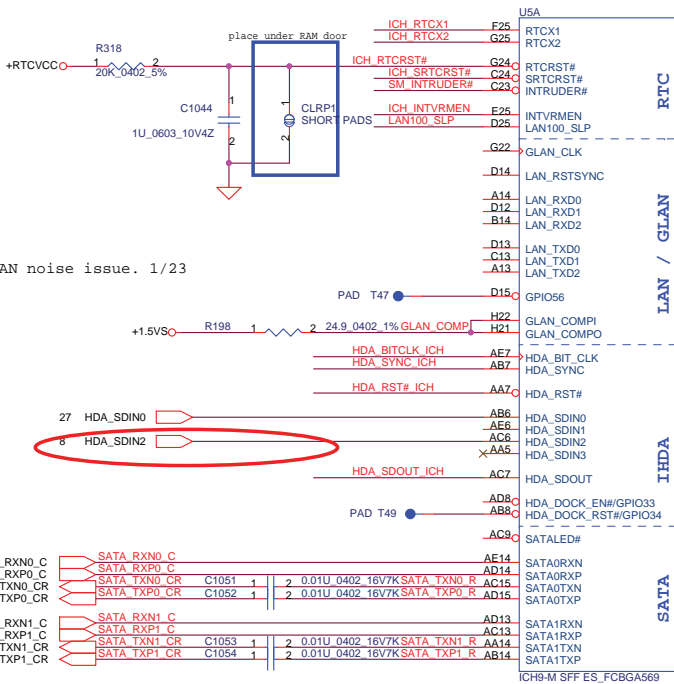 U5A
place under RAM door
ICH_RTCX1 F25 RTCX1
ICH_RTCX2 G25 RTCX2
R318
+RTCVCC 1 2
20K_0402_5%
ICH_RTCRST# G24 RTCRST#
ICH_SRTCRST# C24 SRTCRST#
SM_INTRUDER# C23 INTRUDER#
RTC
C1044 1 2
1U_0603_10V4Z
1 CLRP1
2 SHORT PADS
ICH_INTVRMEN E25 INTVRMEN
LAN100_SLP D25 LAN100_SLP
G22 GLAN_CLK
D14 LAN_RSTSYNC
A14 LAN_RXD0
D12 LAN_RXD1
B14 LAN_RXD2
LAN / GLAN
D13 LAN_TXD0
C13 LAN_TXD1
A13 LAN_TXD2
AN noise issue. 1/23
PAD T47 D15 GPIO56
+1.5VS R198 1 2 24.9_0402_1% GLAN_COMP H22 GLAN_COMPI
H21 GLAN_COMPO
HDA_BITCLK_ICH AE7 HDA_BIT_CLK
HDA_SYNC_ICH AB7 HDA_SYNC
HDA_RST#_ICH AA7 HDA_RST#
27 HDA_SDIN0 AB6 HDA_SDIN0
AE6 HDA_SDIN1
8 HDA_SDIN2 AC6 HDA_SDIN2
AA5 HDA_SDIN3
IHDA
HDA_SDOUT_ICH AC7 HDA_SDOUT
AD8 HDA_DOCK_EN#/GPIO33
PAD T49 AB8 HDA_DOCK_RST#/GPIO34
AC9 SATALED#
_RXN0_C SATA_RXN0_C AE14 SATA0RXN
_RXP0_C SATA_RXP0_C AD14 SATA0RXP
TXN0_CR SATA_TXN0_CR C1051 1 2 0.01U_0402_16V7K SATA_TXN0_R AC15 SATA0TXN
TXP0_CR SATA_TXP0_CR C1052 1 2 0.01U_0402_16V7K SATA_TXP0_R AD15 SATA0TXP
SATA
_RXN1_C SATA_RXN1_C AD13 SATA1RXN
_RXP1_C SATA_RXP1_C AC13 SATA1RXP
TXN1_CR SATA_TXN1_CR C1053 1 2 0.01U_0402_16V7K SATA_TXN1_R AA14 SATA1TXN
TXP1_CR SATA_TXP1_CR C1054 1 2 0.01U_0402_16V7K SATA_TXP1_R AB14 SATA1TXP
ICH9-M SFF ES_FCBGA569